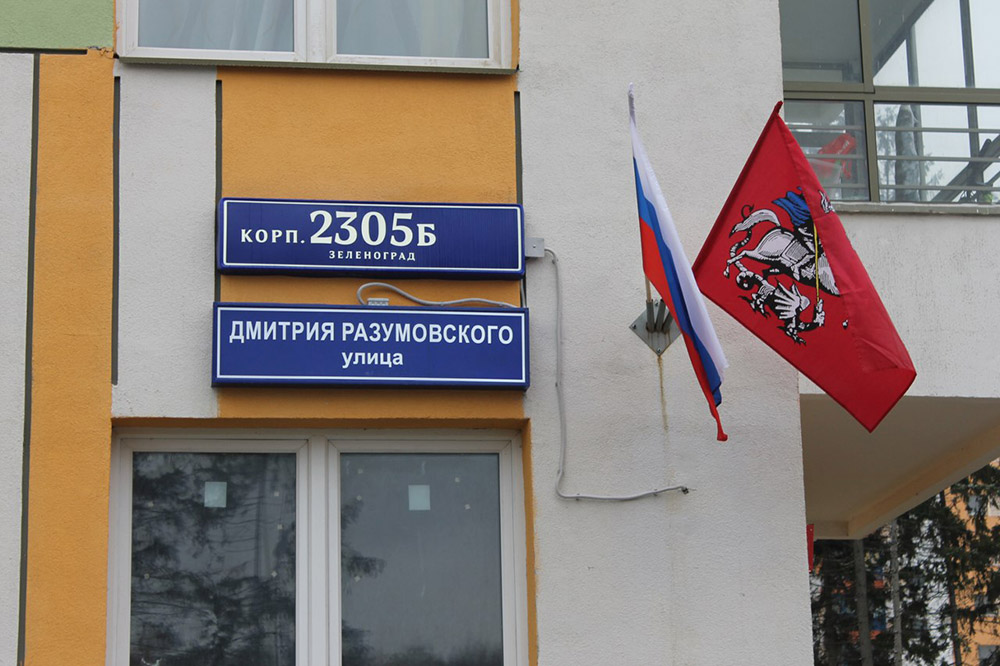 КОРП. 2305Б
ЗЕЛЕНОГРАД
ДМИТРИЯ РАЗУМОВСКОГО
улица